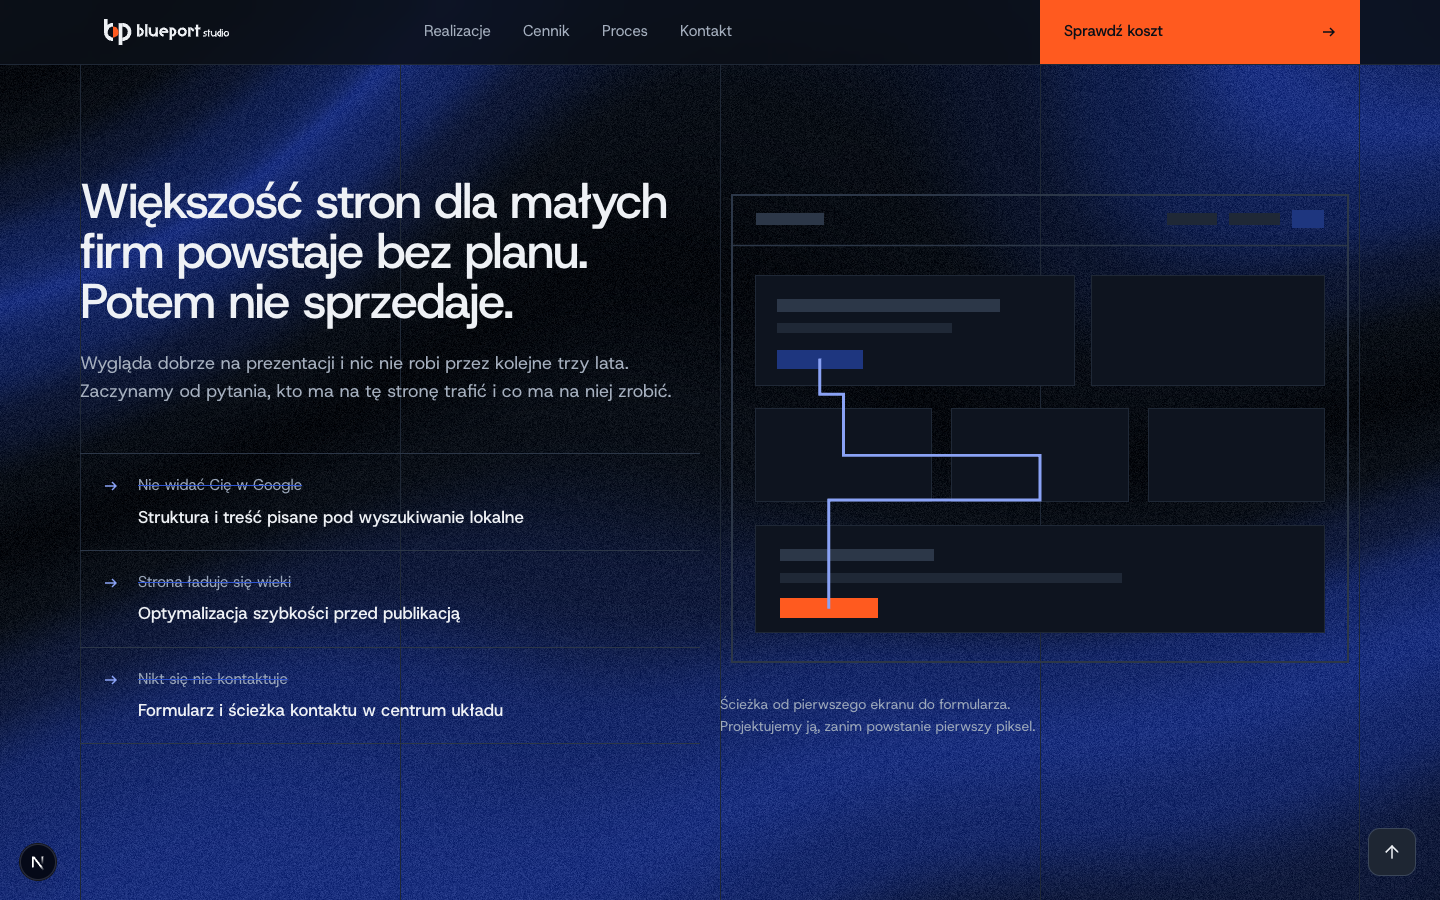 bp blueport studio
Realizacje
Cennik
Proces
Kontakt
Sprawdź koszt
Większość stron dla małych
firm powstaje bez planu.
Potem nie sprzedaje.
Wygląda dobrze na prezentacji i nic nie robi przez kolejne trzy lata.
Zaczynamy od pytania, kto ma na tę stronę trafić i co ma na niej zrobić.
Nie widać Cię w Google
Struktura i treść pisane pod wyszukiwanie lokalne
Strona ładuje się wieki
Optymalizacja szybkości przed publikacją
Nikt się nie kontaktuje
Formularz i ścieżka kontaktu w centrum układu
Ścieżka od pierwszego ekranu do formularza.
Projektujemy ją, zanim powstanie pierwszy piksel.
N